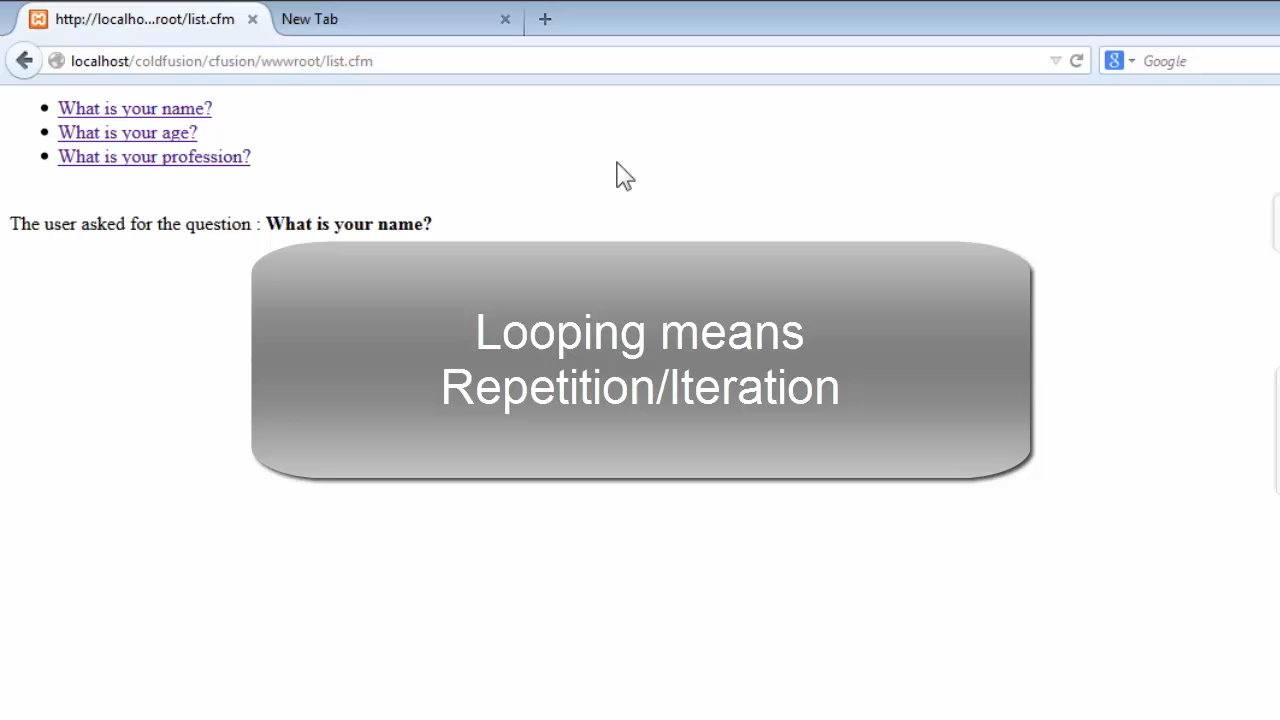 http://localho...root/list.cfm
New Tab
localhost/coldfusion/cfusion/wwwroot/list.cfm
8 Google
What is your name?
What is your age?
What is your profession?
The user asked for the question : What is your name?
Looping means
Repetition/Iteration